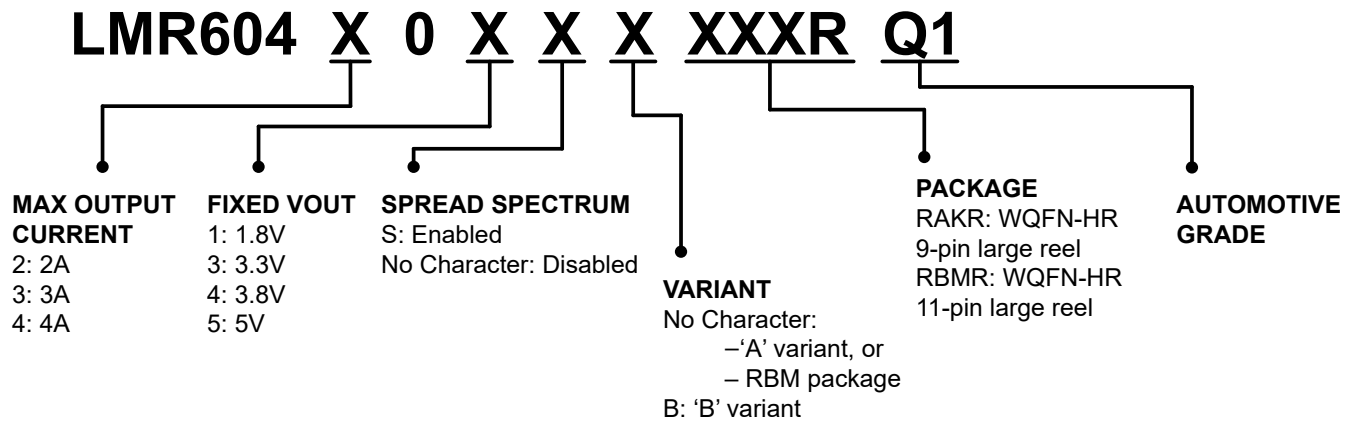 LMR604 X 0 X X X XXXR Q1
MAX OUTPUT
CURRENT
2: 2A
3: 3A
4: 4A
FIXED VOUT
1: 1.8V
3: 3.3V
4: 3.8V
5: 5V
SPREAD SPECTRUM
S: Enabled
No Character: Disabled
VARIANT
No Character:
–‘A’ variant, or
– RBM package
B: ‘B’ variant
PACKAGE
RAKR: WQFN-HR
9-pin large reel
RBMR: WQFN-HR
11-pin large reel
AUTOMOTIVE
GRADE